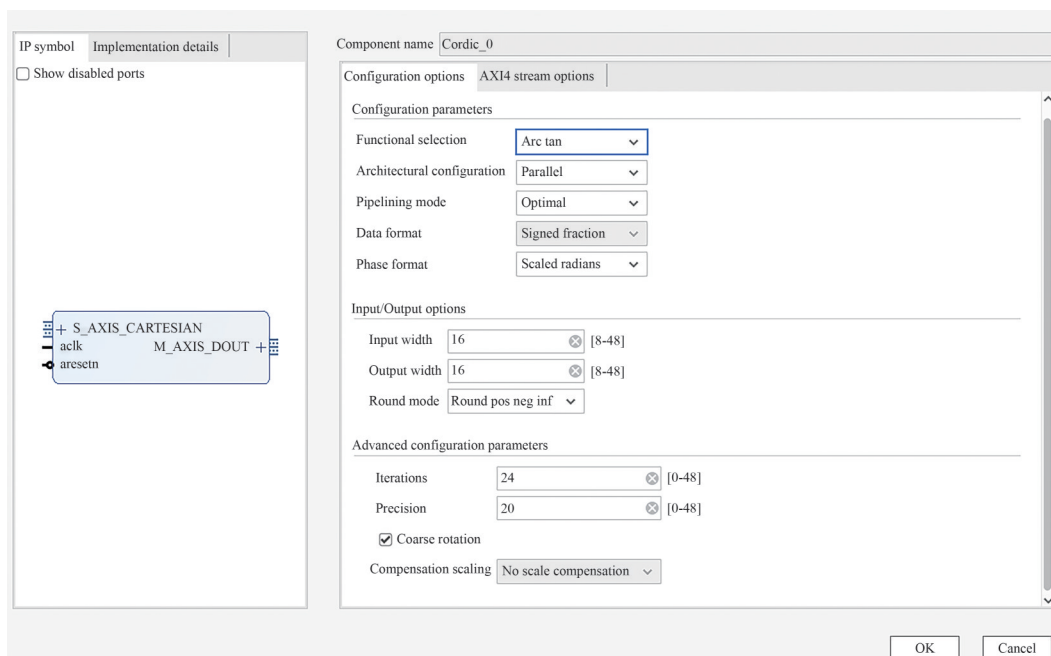 IP symbol Implementation details
Show disabled ports
S_AXIS_CARTESIAN
aclk M_AXIS_DOUT
aresetn
Component name Cordic_0
Configuration options AXI4 stream options
Configuration parameters
Functional selection Arc tan
Architectural configuration Parallel
Pipelining mode Optimal
Data format Signed fraction
Phase format Scaled radians
Input/Output options
Input width 16 [8-48]
Output width 16 [8-48]
Round mode Round pos neg inf
Advanced configuration parameters
Iterations 24 [0-48]
Precision 20 [0-48]
Coarse rotation
Compensation scaling No scale compensation
OK Cancel